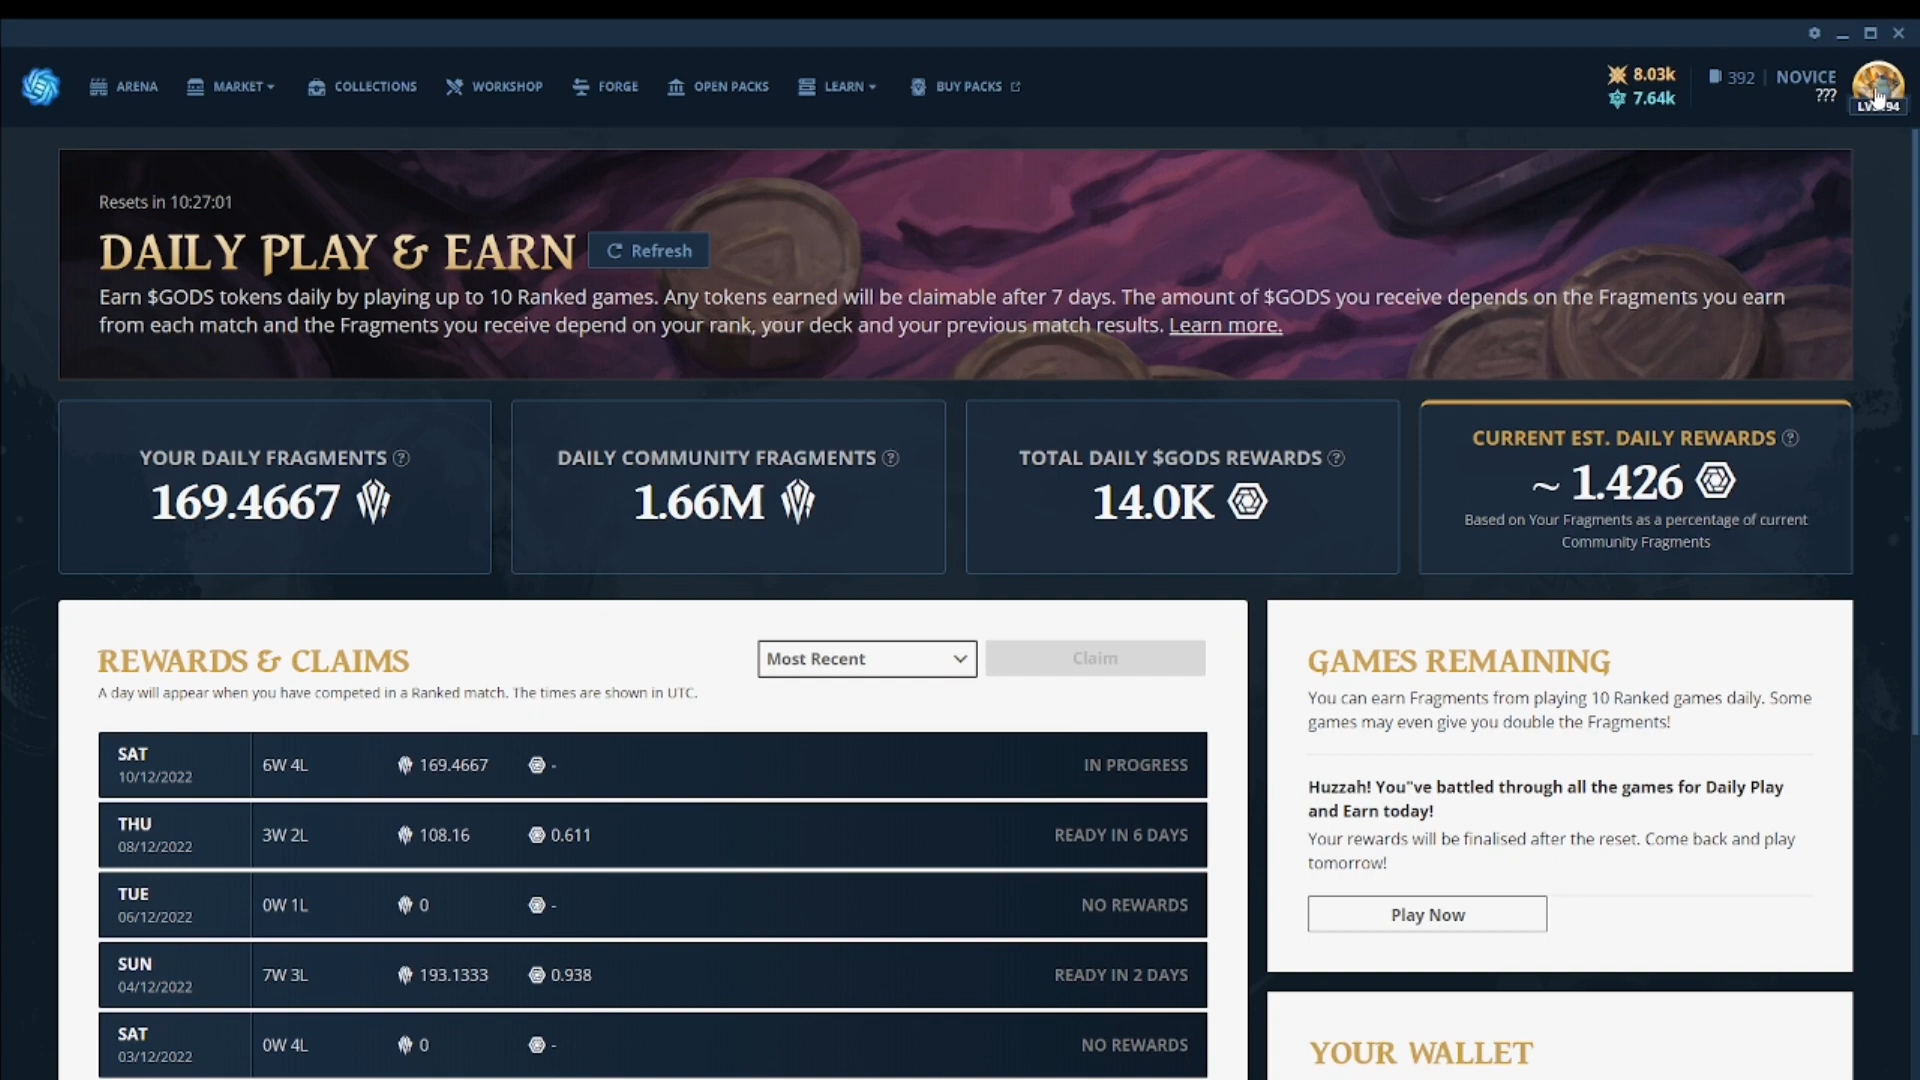 ARENA
MARKET
COLLECTIONS
WORKSHOP
FORGE
OPEN PACKS
LEARN
BUY PACKS
8.03k
7.64k
392
NOVICE
???
Resets in 10:27:01
DAILY PLAY & EARN
Refresh
Earn $GODS tokens daily by playing up to 10 Ranked games. Any tokens earned will be claimable after 7 days. The amount of $GODS you receive depends on the Fragments you earn
from each match and the Fragments you receive depend on your rank, your deck and your previous match results. Learn more.
YOUR DAILY FRAGMENTS
169.4667
DAILY COMMUNITY FRAGMENTS
1.66M
TOTAL DAILY $GODS REWARDS
14.0K
CURRENT EST. DAILY REWARDS
~ 1.426
Based on Your Fragments as a percentage of current
Community Fragments
REWARDS & CLAIMS
Most Recent
Claim
A day will appear when you have competed in a Ranked match. The times are shown in UTC.
SAT
10/12/2022
6W 4L
169.4667
-
IN PROGRESS
THU
08/12/2022
3W 2L
108.16
0.611
READY IN 6 DAYS
TUE
06/12/2022
0W 1L
0
-
NO REWARDS
SUN
04/12/2022
7W 3L
193.1333
0.938
READY IN 2 DAYS
SAT
03/12/2022
0W 4L
0
-
NO REWARDS
GAMES REMAINING
You can earn Fragments from playing 10 Ranked games daily. Some
games may even give you double the Fragments!
Huzzah! You"ve battled through all the games for Daily Play
and Earn today!
Your rewards will be finalised after the reset. Come back and play
tomorrow!
Play Now
YOUR WALLET